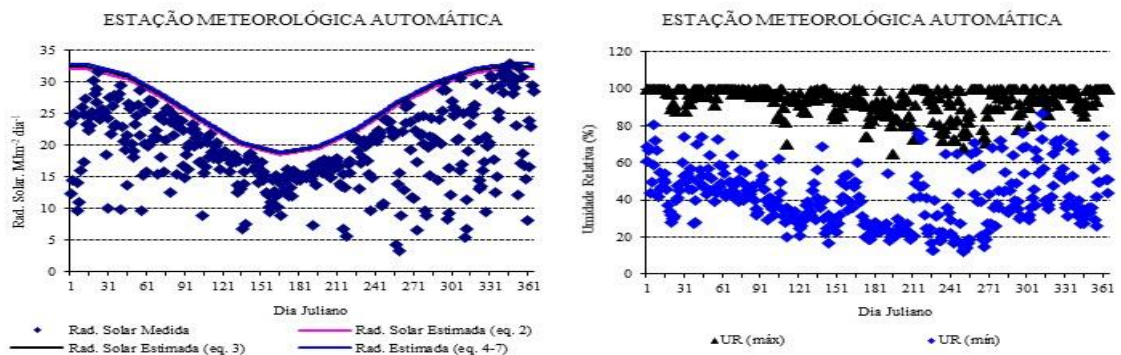 ESTAÇÃO METEOROLÓGICA AUTOMÁTICA
Rad. Solar. MJm⁻² dia⁻¹
35
30
25
20
15
10
5
0
1 31 61 91 121 151 181 211 241 271 301 331 361
Dia Juliano
Rad. Solar Medida
Rad. Solar Estimada (eq. 2)
Rad. Solar Estimada (eq. 3)
Rad. Estimada (eq. 4-7)
ESTAÇÃO METEOROLÓGICA AUTOMÁTICA
Umidade Relativa (%)
120
100
80
60
40
20
0
1 31 61 91 121 151 181 211 241 271 301 331 361
Dia Juliano
UR (máx)
UR (mín)